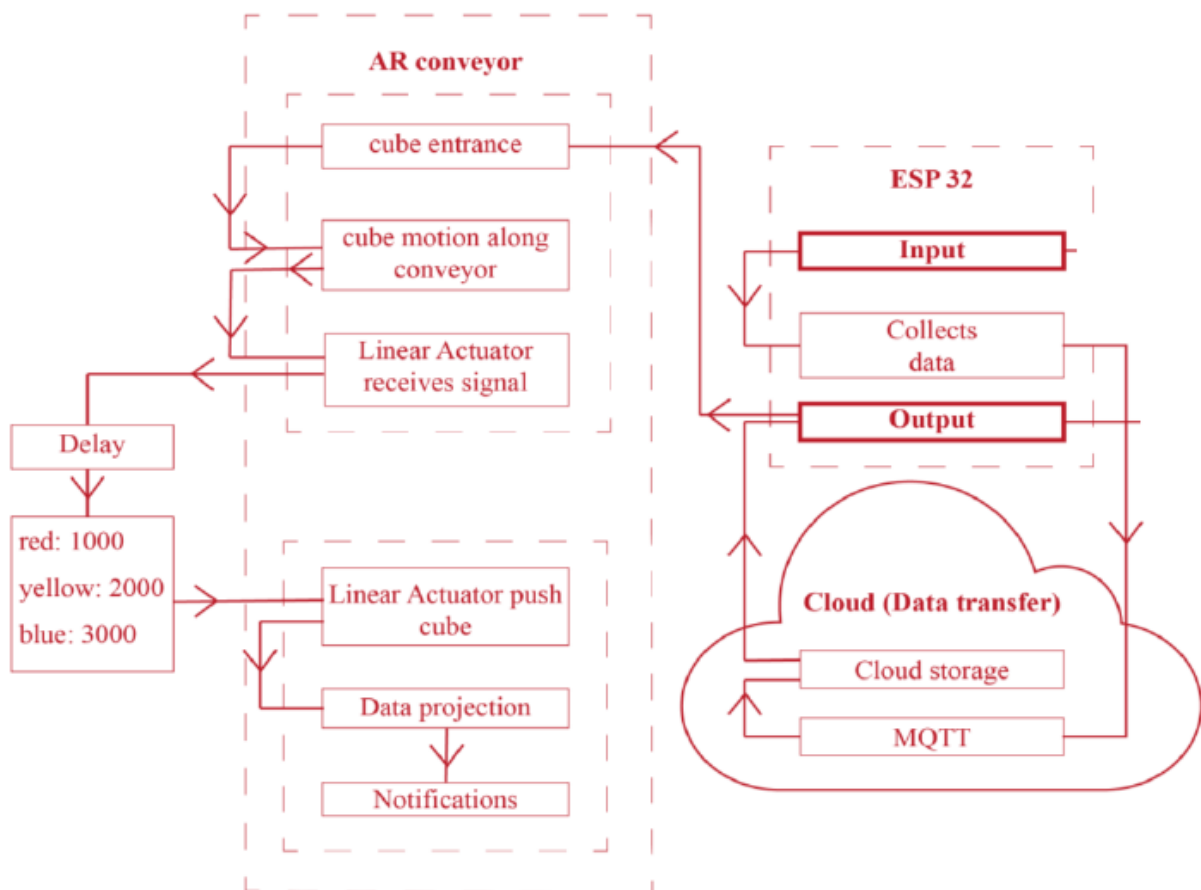 AR conveyor
cube entrance
cube motion along
conveyor
Linear Actuator
receives signal
Delay
red: 1000
yellow: 2000
blue: 3000
Linear Actuator push
cube
Data projection
Notifications
ESP 32
Input
Collects
data
Output
Cloud (Data transfer)
Cloud storage
MQTT